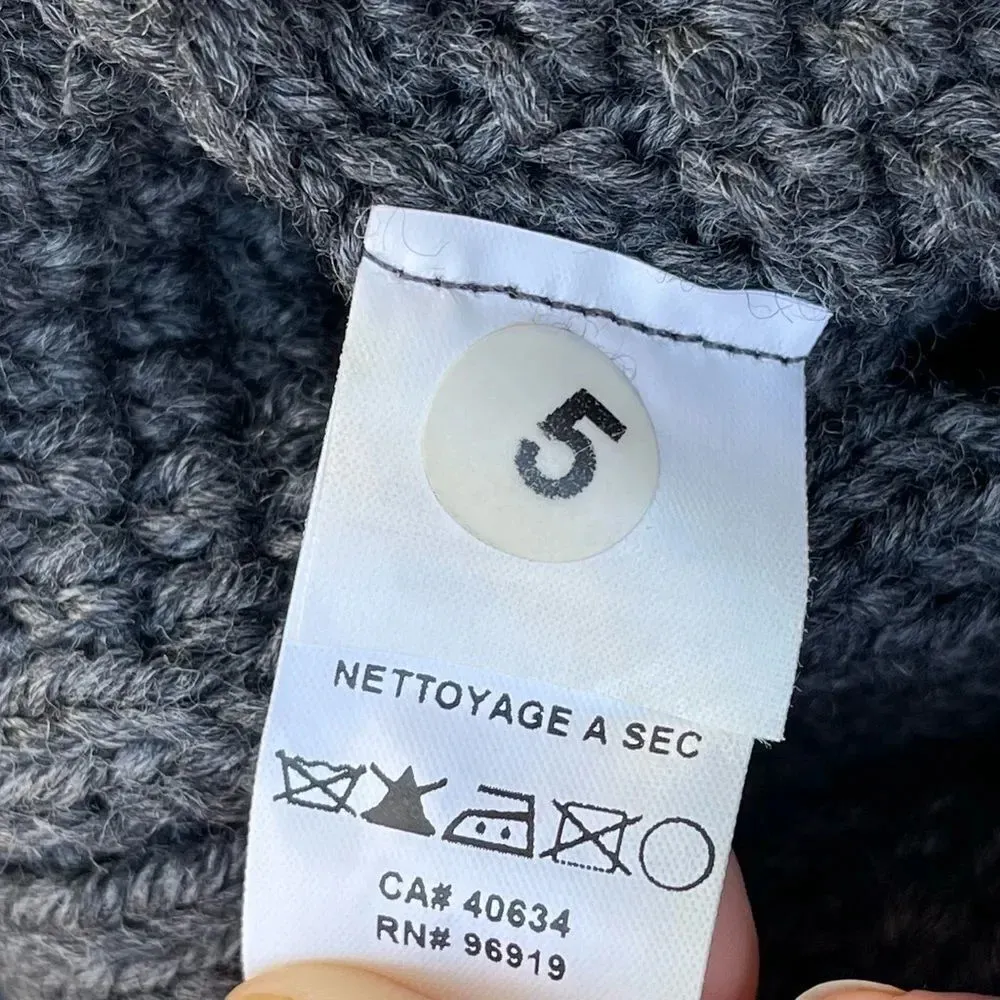 5
NETTOYAGE A SEC
CA# 40634
RN# 96919